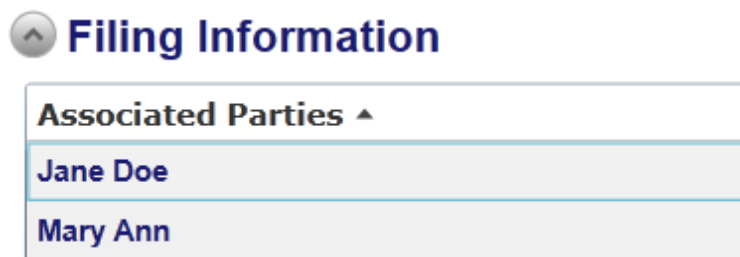 Filing Information
Associated Parties
Jane Doe
Mary Ann